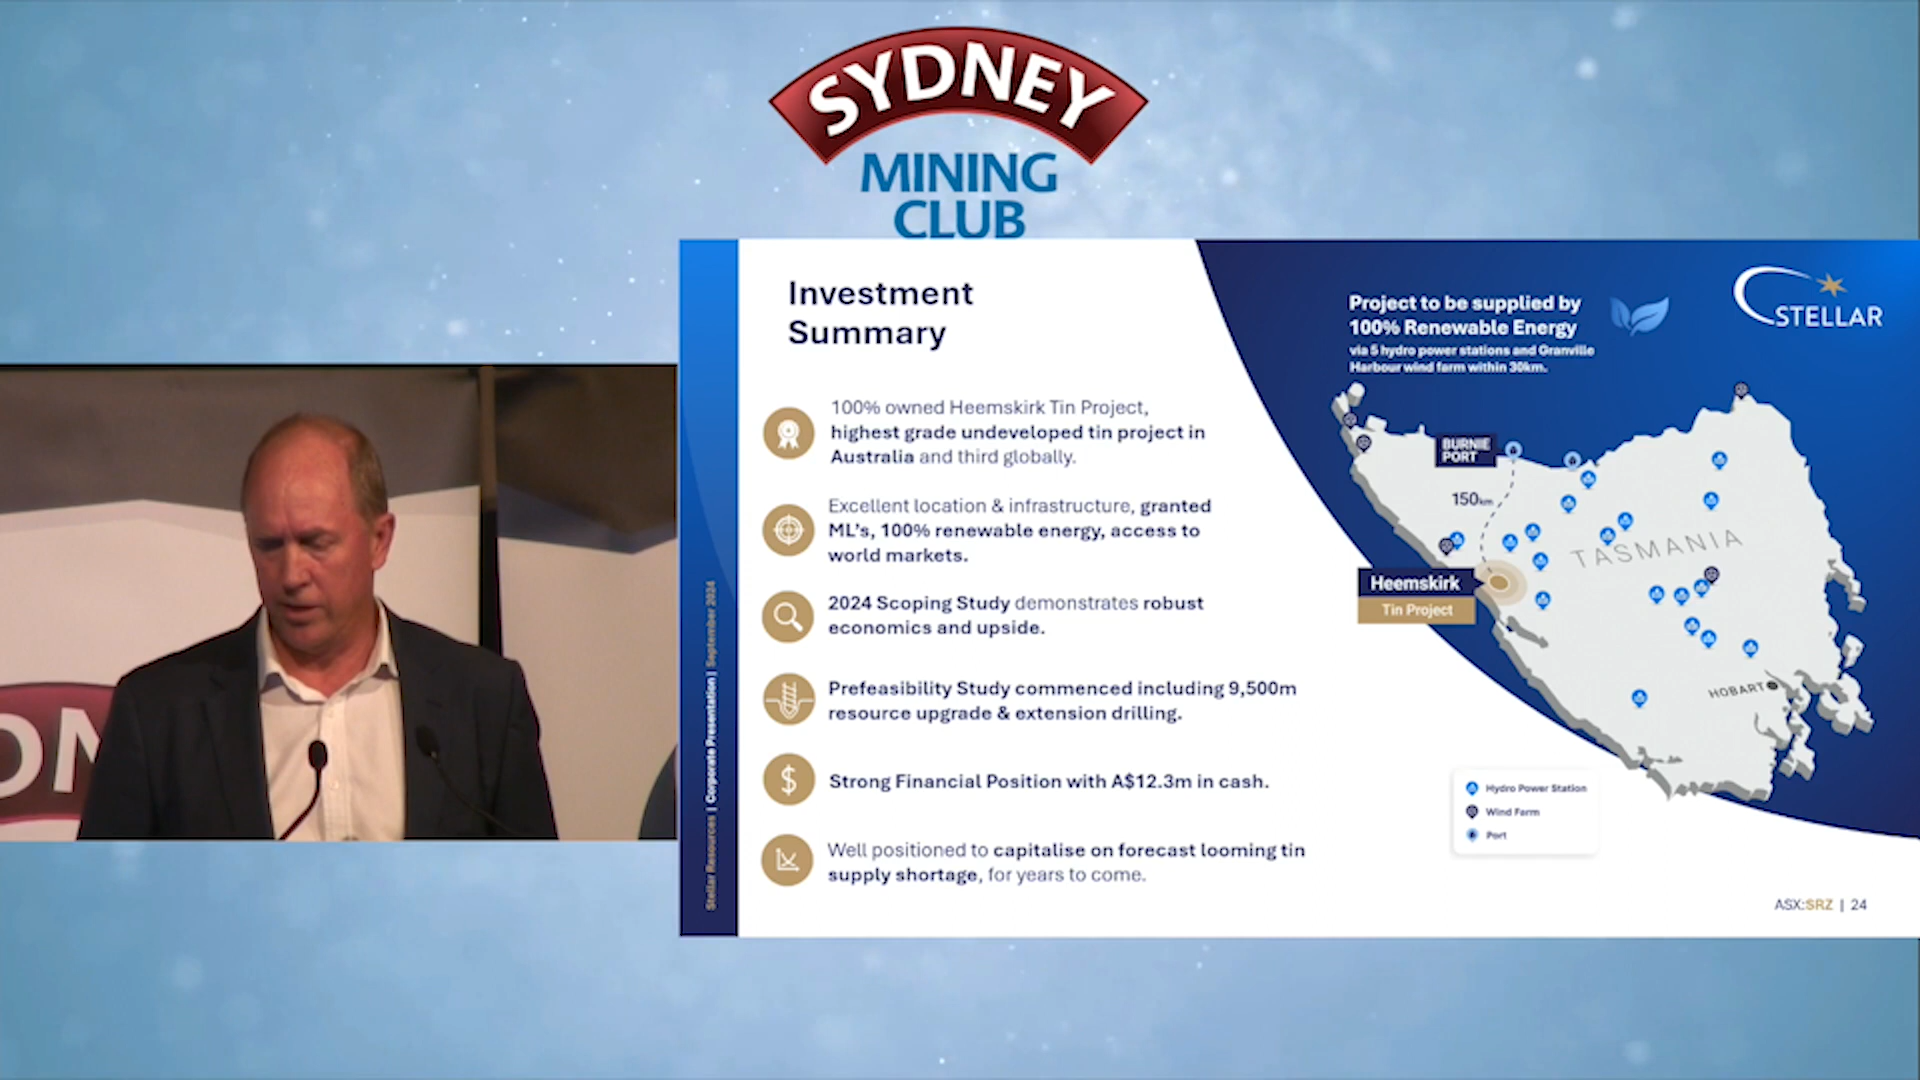 SYDNEY
MINING
CLUB
Investment
Summary
100% owned Heemskirk Tin Project,
highest grade undeveloped tin project in
Australia and third globally.
Excellent location & infrastructure, granted
ML's, 100% renewable energy, access to
world markets.
2024 Scoping Study demonstrates robust
economics and upside.
Prefeasibility Study commenced including 9,500m
resource upgrade & extension drilling.
Strong Financial Position with A$12.3m in cash.
Well positioned to capitalise on forecast looming tin
supply shortage, for years to come.
Stellar Resources | Corporate Presentation | September 2024
Project to be supplied by
100% Renewable Energy
via 5 hydro power stations and Granville
Harbour wind farm within 30km.
STELLAR
BURNIE
PORT
150km
TASMANIA
Heemskirk
Tin Project
HOBART
Hydro Power Station
Wind Farm
Port
ASX:SRZ | 24
ON